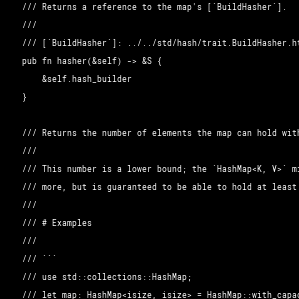 /// Returns a reference to the map's [`BuildHasher`].
///
/// [`BuildHasher`]: ../../std/hash/trait.BuildHasher.ht
pub fn hasher(&self) -> &S {
&self.hash_builder
}
/// Returns the number of elements the map can hold with
///
/// This number is a lower bound; the `HashMap<K, V>` mi
/// more, but is guaranteed to be able to hold at least
///
/// # Examples
///
/// ```
/// use std::collections::HashMap;
/// let map: HashMap<isize, isize> = HashMap::with_capac